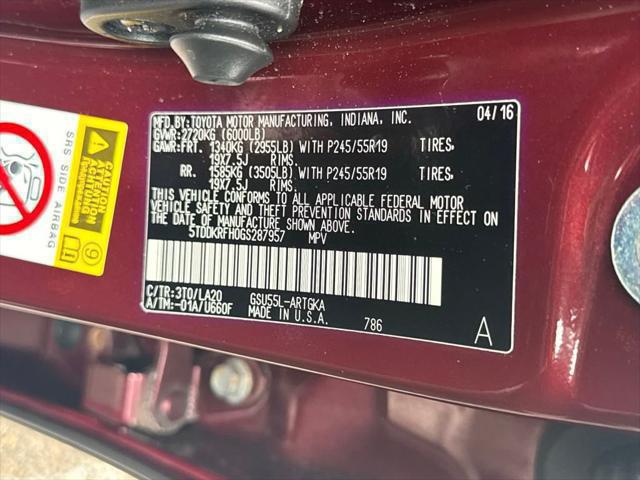 MFD.BY:TOYOTA MOTOR MANUFACTURING, INDIANA, INC. 04/16
GVWR:2720KG (6000LB)
GAWR:FRT. 1340KG (2955LB) WITH P245/55R19 TIRES,
19X7.5J RIMS.
RR. 1585KG (3505LB) WITH P245/55R19 TIRES,
19X7.5J RIMS.
THIS VEHICLE CONFORMS TO ALL APPLICABLE FEDERAL MOTOR
VEHICLE SAFETY AND THEFT PREVENTION STANDARDS IN EFFECT ON
THE DATE OF MANUFACTURE SHOWN ABOVE.
5TDDKRFH0GS287957 MPV
C/TR:3T0/LA20 GSU55L-ARTGKA
A/TM:-01A/U660F MADE IN U.S.A. 786 A
SRS SIDE AIRBAG
CAUTION
ATTENTION